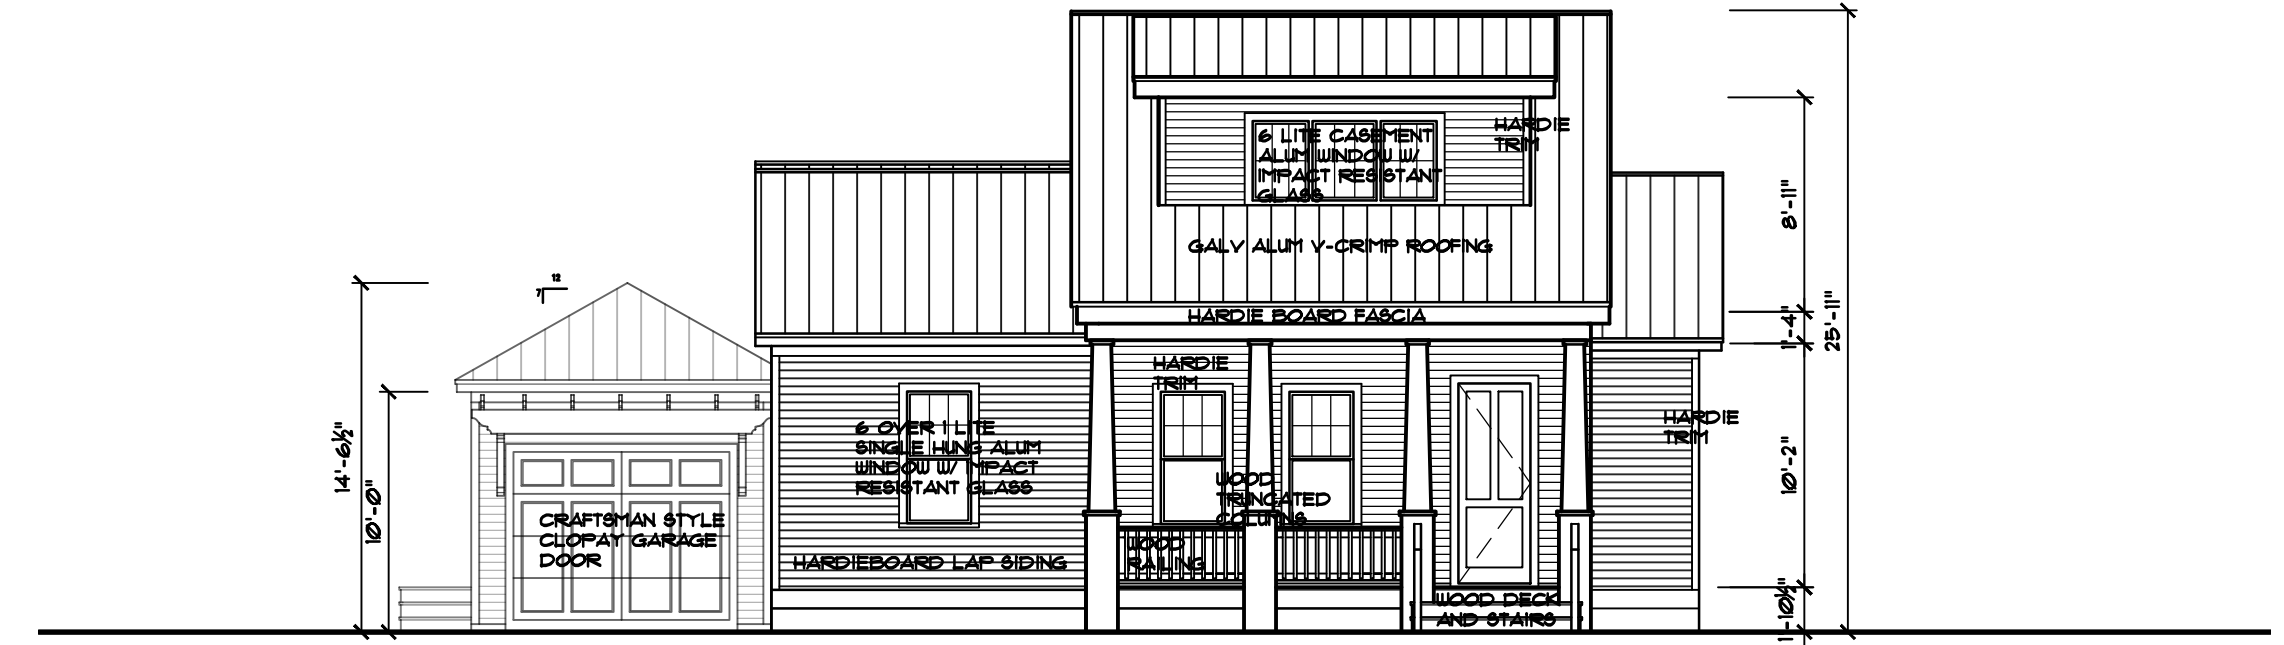 HARDIE
TRIM
6 LITE CASEMENT
ALUM WINDOW W/
IMPACT RESISTANT
GLASS
8'-11"
GALV ALUM V-CRIMP ROOFING
12
7
HARDIE BOARD FASCIA
1'-4"
25'-11"
HARDIE
TRIM
HARDIE
TRIM
6 OVER 1 LITE
SINGLE HUNG ALUM
WINDOW W/ IMPACT
RESISTANT GLASS
14'-6½"
10'-0"
10'-2"
WOOD
TRUNCATED
COLUMNS
CRAFTSMAN STYLE
CLOPAY GARAGE
DOOR
WOOD
RAILING
HARDIEBOARD LAP SIDING
WOOD DECK
AND STAIRS
1'-10½"